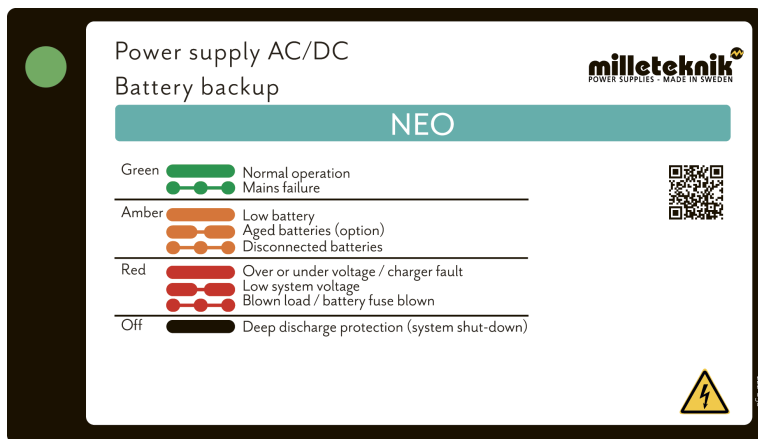 Power supply AC/DC
Battery backup
milleteknik
POWER SUPPLIES - MADE IN SWEDEN
NEO
Green
Normal operation
Mains failure
Amber
Low battery
Aged batteries (option)
Disconnected batteries
Red
Over or under voltage / charger fault
Low system voltage
Blown load / battery fuse blown
Off
Deep discharge protection (system shut-down)